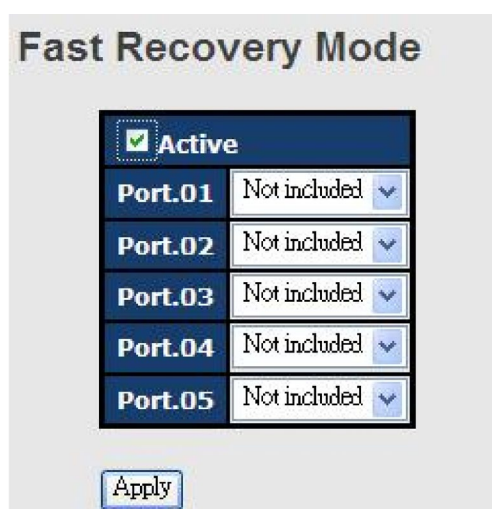 Fast Recovery Mode
Active
Port.01 Not included
Port.02 Not included
Port.03 Not included
Port.04 Not included
Port.05 Not included
Apply